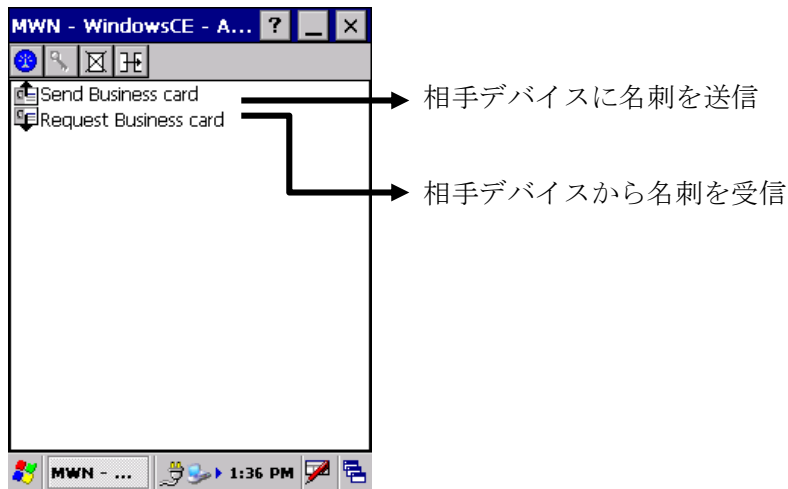 MWN - WindowsCE - A... ? _ ×
Send Business card
Request Business card
相手デバイスに名刺を送信
相手デバイスから名刺を受信
MWN - ... 1:36 PM